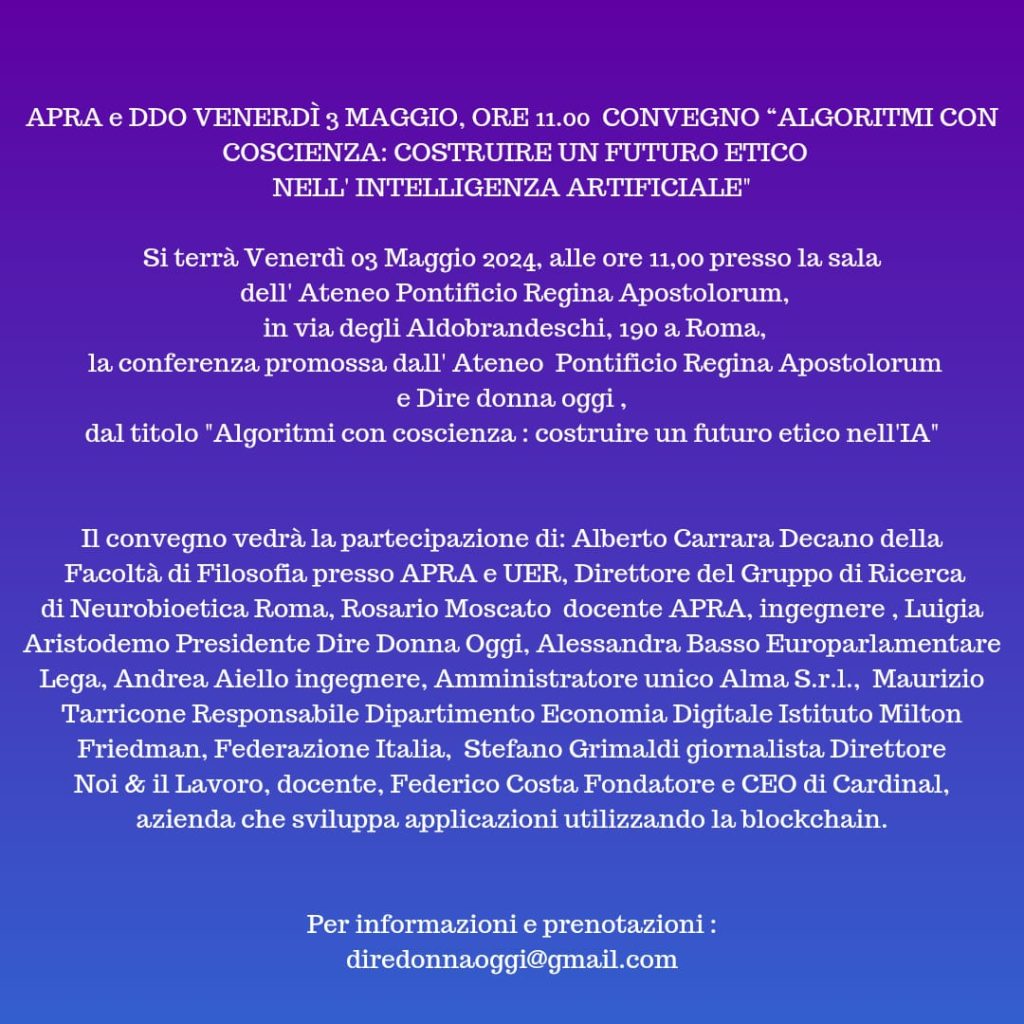 APRA e DDO VENERDÌ 3 MAGGIO, ORE 11.00  CONVEGNO “ALGORITMI CON
COSCIENZA: COSTRUIRE UN FUTURO ETICO
NELL' INTELLIGENZA ARTIFICIALE"
Si terrà Venerdì 03 Maggio 2024, alle ore 11,00 presso la sala
dell' Ateneo Pontificio Regina Apostolorum,
in via degli Aldobrandeschi, 190 a Roma,
la conferenza promossa dall' Ateneo  Pontificio Regina Apostolorum
e Dire donna oggi ,
dal titolo "Algoritmi con coscienza : costruire un futuro etico nell'IA"
Il convegno vedrà la partecipazione di: Alberto Carrara Decano della
Facoltà di Filosofia presso APRA e UER, Direttore del Gruppo di Ricerca
di Neurobioetica Roma, Rosario Moscato  docente APRA, ingegnere , Luigia
Aristodemo Presidente Dire Donna Oggi, Alessandra Basso Europarlamentare
Lega, Andrea Aiello ingegnere, Amministratore unico Alma S.r.l.,  Maurizio
Tarricone Responsabile Dipartimento Economia Digitale Istituto Milton
Friedman, Federazione Italia,  Stefano Grimaldi giornalista Direttore
Noi & il Lavoro, docente, Federico Costa Fondatore e CEO di Cardinal,
azienda che sviluppa applicazioni utilizzando la blockchain.
Per informazioni e prenotazioni :
diredonnaoggi@gmail.com